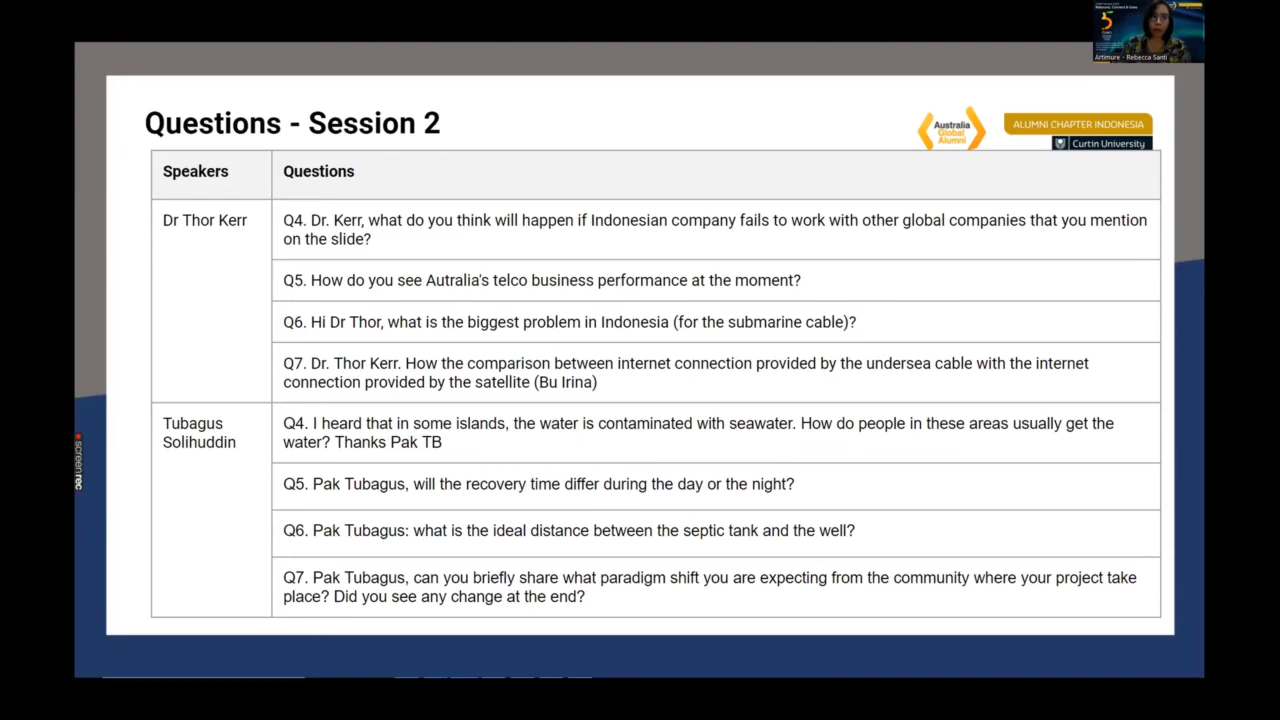 Artimure - Rebecca Santi
Questions - Session 2
Australia
Global
Alumni
ALUMNI CHAPTER INDONESIA
Curtin University
Speakers
Questions
Dr Thor Kerr
Q4. Dr. Kerr, what do you think will happen if Indonesian company fails to work with other global companies that you mention
on the slide?
Q5. How do you see Autralia's telco business performance at the moment?
Q6. Hi Dr Thor, what is the biggest problem in Indonesia (for the submarine cable)?
Q7. Dr. Thor Kerr. How the comparison between internet connection provided by the undersea cable with the internet
connection provided by the satellite (Bu Irina)
Tubagus
Solihuddin
Q4. I heard that in some islands, the water is contaminated with seawater. How do people in these areas usually get the
water? Thanks Pak TB
Q5. Pak Tubagus, will the recovery time differ during the day or the night?
Q6. Pak Tubagus: what is the ideal distance between the septic tank and the well?
Q7. Pak Tubagus, can you briefly share what paradigm shift you are expecting from the community where your project take
place? Did you see any change at the end?
screenrec